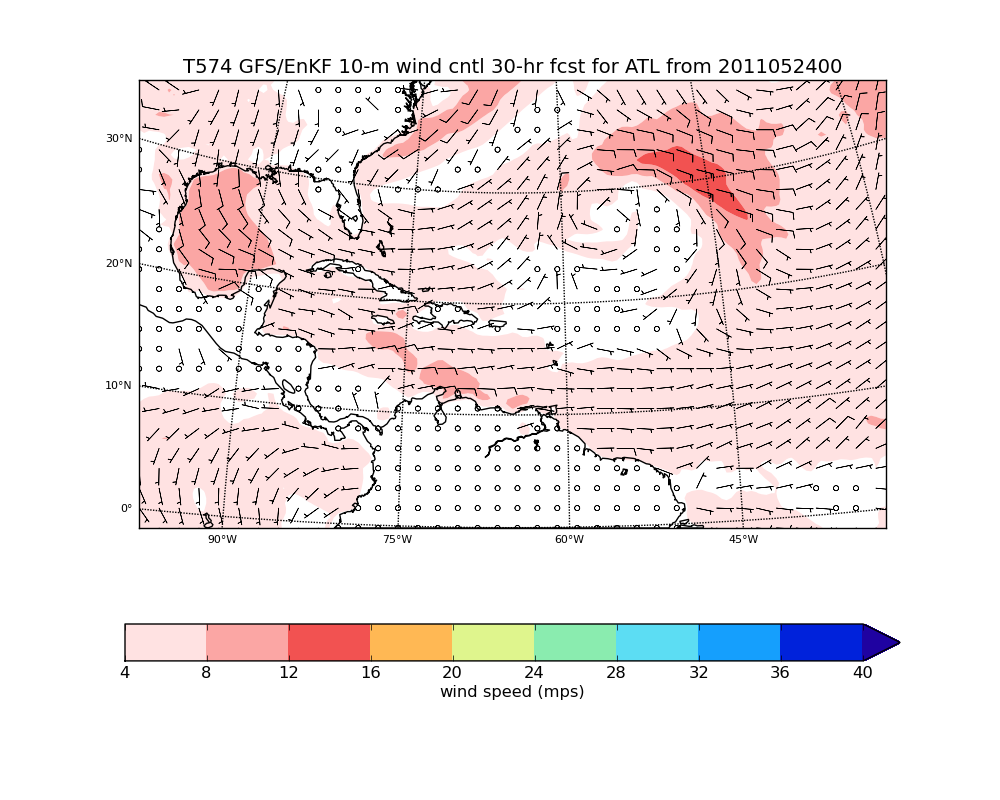 T574 GFS/EnKF 10-m wind cntl 30-hr fcst for ATL from 2011052400
30°N
20°N
10°N
0°
90°W 75°W 60°W 45°W
4 8 12 16 20 24 28 32 36 40
wind speed (mps)